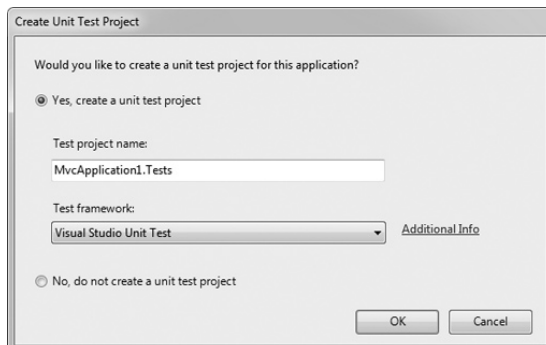 Create Unit Test Project
Would you like to create a unit test project for this application?
Yes, create a unit test project
Test project name:
MvcApplication1.Tests
Test framework:
Visual Studio Unit Test
Additional Info
No, do not create a unit test project
OK
Cancel